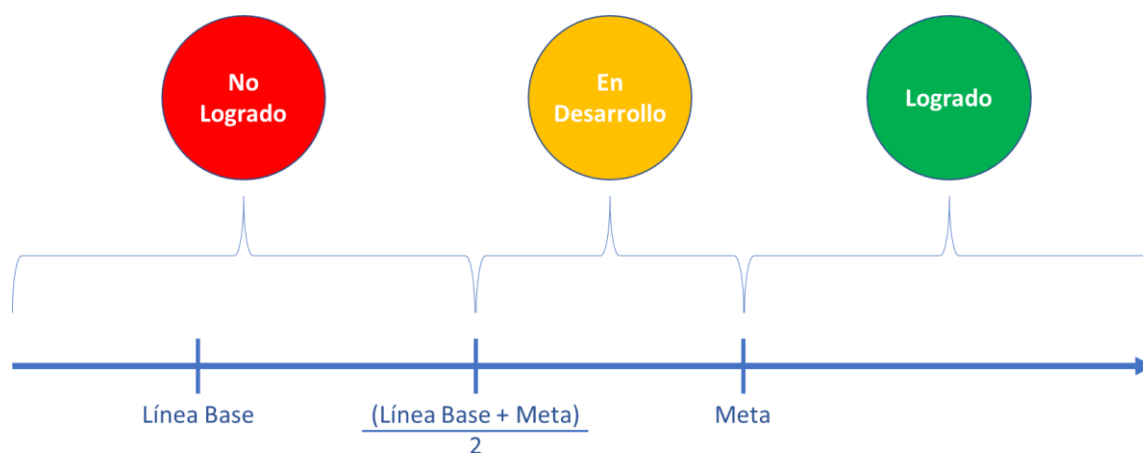 No
Logrado
En
Desarrollo
Logrado
Línea Base
(Línea Base + Meta)
2
Meta